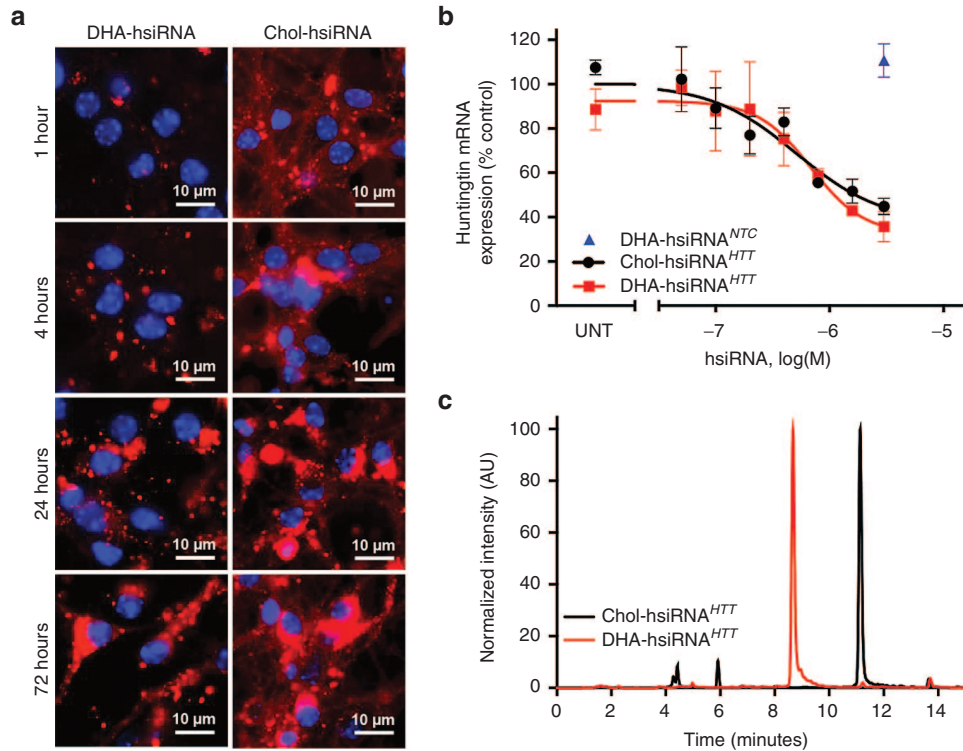 a
DHA-hsiRNA Chol-hsiRNA
1 hour
10 µm 10 µm
4 hours
10 µm 10 µm
24 hours
10 µm 10 µm
72 hours
10 µm 10 µm
b
Huntingtin mRNA
expression (% control)
120
100
80
60
40
20
0
DHA-hsiRNA^NTC
Chol-hsiRNA^HTT
DHA-hsiRNA^HTT
UNT –7 –6 –5
hsiRNA, log(M)
c
Normalized intensity (AU)
100
80
60
40
20
0
Chol-hsiRNA^HTT
DHA-hsiRNA^HTT
0 2 4 6 8 10 12 14
Time (minutes)